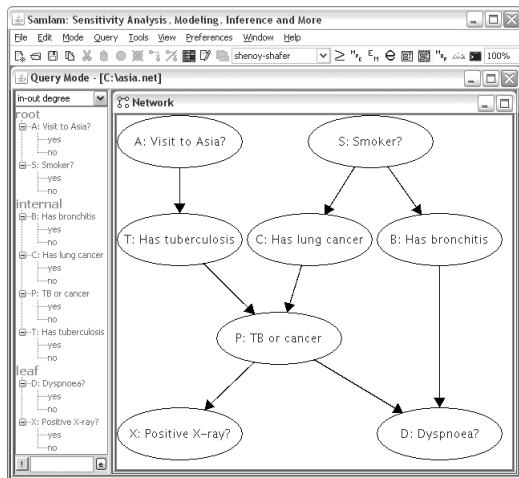 Samiam: Sensitivity Analysis, Modeling, Inference and More
File Edit Mode Query Tools View Preferences Window Help
shenoy-shafer
100%
Query Mode - [C:\asia.net]
in-out degree
root
A: Visit to Asia?
yes
no
S: Smoker?
yes
no
internal
B: Has bronchitis
yes
no
C: Has lung cancer
yes
no
P: TB or cancer
yes
no
T: Has tuberculosis
yes
no
leaf
D: Dyspnoea?
yes
no
X: Positive X-ray?
yes
no
Network
A: Visit to Asia? S: Smoker?
T: Has tuberculosis C: Has lung cancer B: Has bronchitis
P: TB or cancer
X: Positive X-ray? D: Dyspnoea?